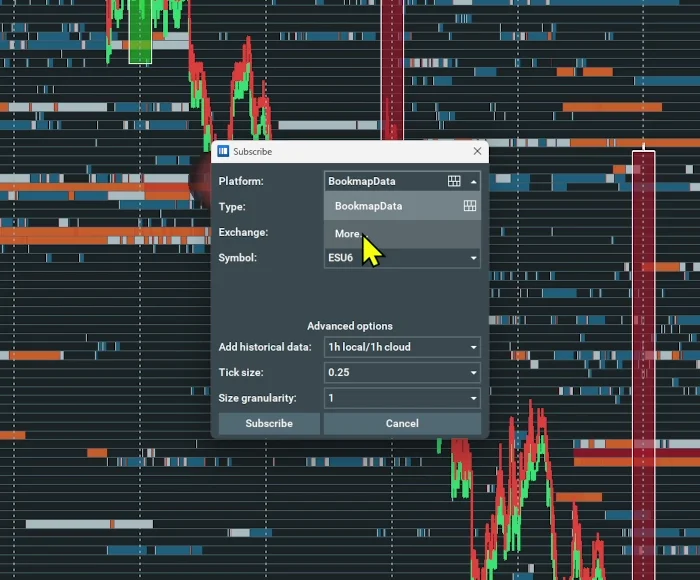 Subscribe
Platform: BookmapData
Type: BookmapData
Exchange: More...
Symbol: ESU6
Advanced options
Add historical data: 1h local/1h cloud
Tick size: 0.25
Size granularity: 1
Subscribe Cancel